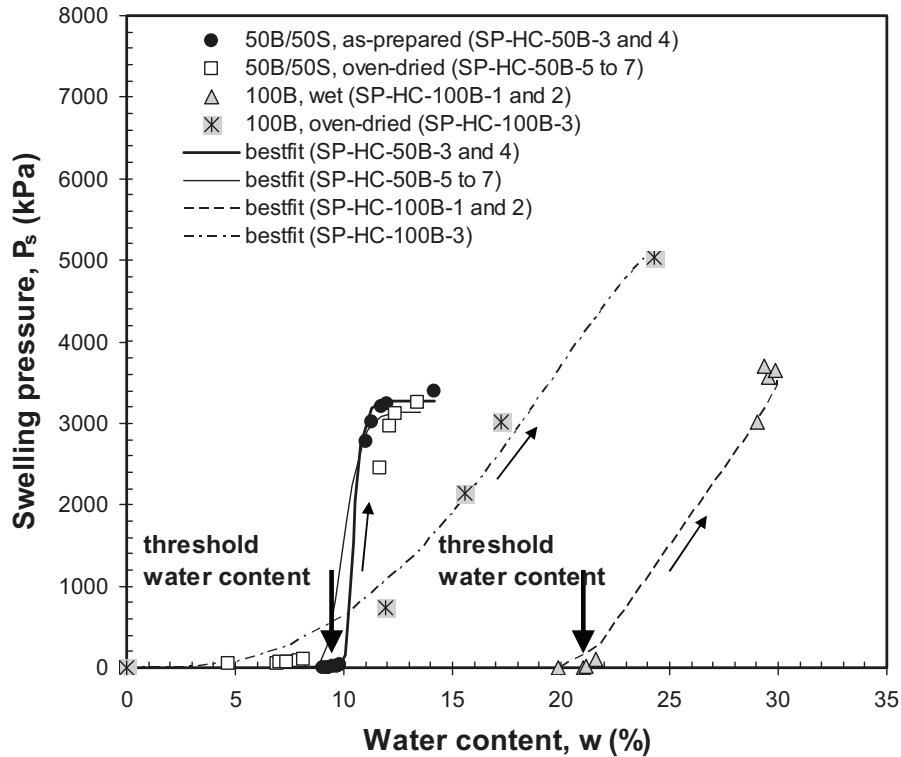 8000
7000
6000
5000
4000
3000
2000
1000
0
Swelling pressure, Ps (kPa)
50B/50S, as-prepared (SP-HC-50B-3 and 4)
50B/50S, oven-dried (SP-HC-50B-5 to 7)
100B, wet (SP-HC-100B-1 and 2)
100B, oven-dried (SP-HC-100B-3)
bestfit (SP-HC-50B-3 and 4)
bestfit (SP-HC-50B-5 to 7)
bestfit (SP-HC-100B-1 and 2)
bestfit (SP-HC-100B-3)
threshold
water content
threshold
water content
0 5 10 15 20 25 30 35
Water content, w (%)